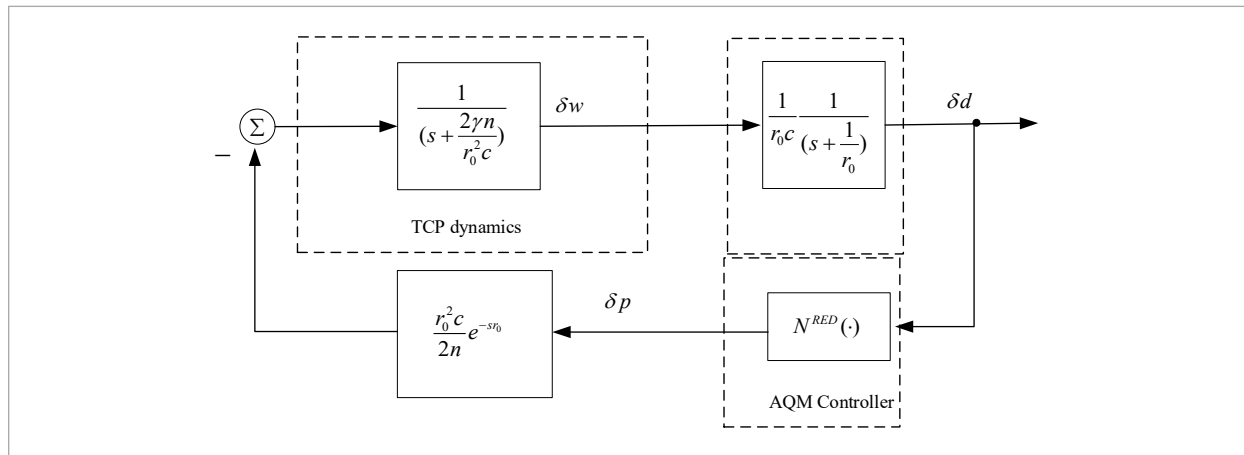 Σ
−
1
(s + 2γn / r₀²c)
δw
TCP dynamics
1 / r₀c 1 / (s + 1 / r₀)
δd
r₀²c / 2n e^{−sr₀}
δp
N^{RED}(·)
AQM Controller